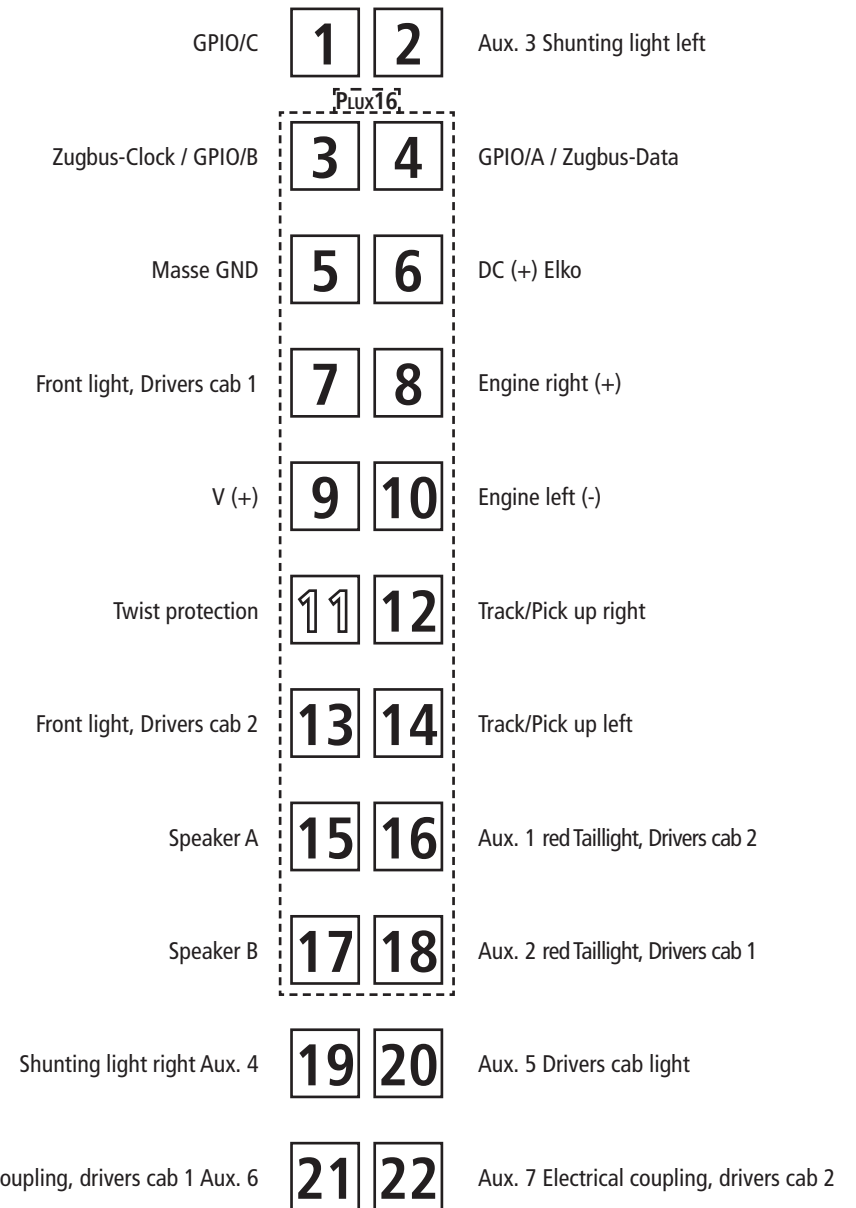 GPIO/C 1 2 Aux. 3 Shunting light left
PLUX16
Zugbus-Clock / GPIO/B 3 4 GPIO/A / Zugbus-Data
Masse GND 5 6 DC (+) Elko
Front light, Drivers cab 1 7 8 Engine right (+)
V (+) 9 10 Engine left (-)
Twist protection 11 12 Track/Pick up right
Front light, Drivers cab 2 13 14 Track/Pick up left
Speaker A 15 16 Aux. 1 red Taillight, Drivers cab 2
Speaker B 17 18 Aux. 2 red Taillight, Drivers cab 1
Shunting light right Aux. 4 19 20 Aux. 5 Drivers cab light
oupling, drivers cab 1 Aux. 6 21 22 Aux. 7 Electrical coupling, drivers cab 2